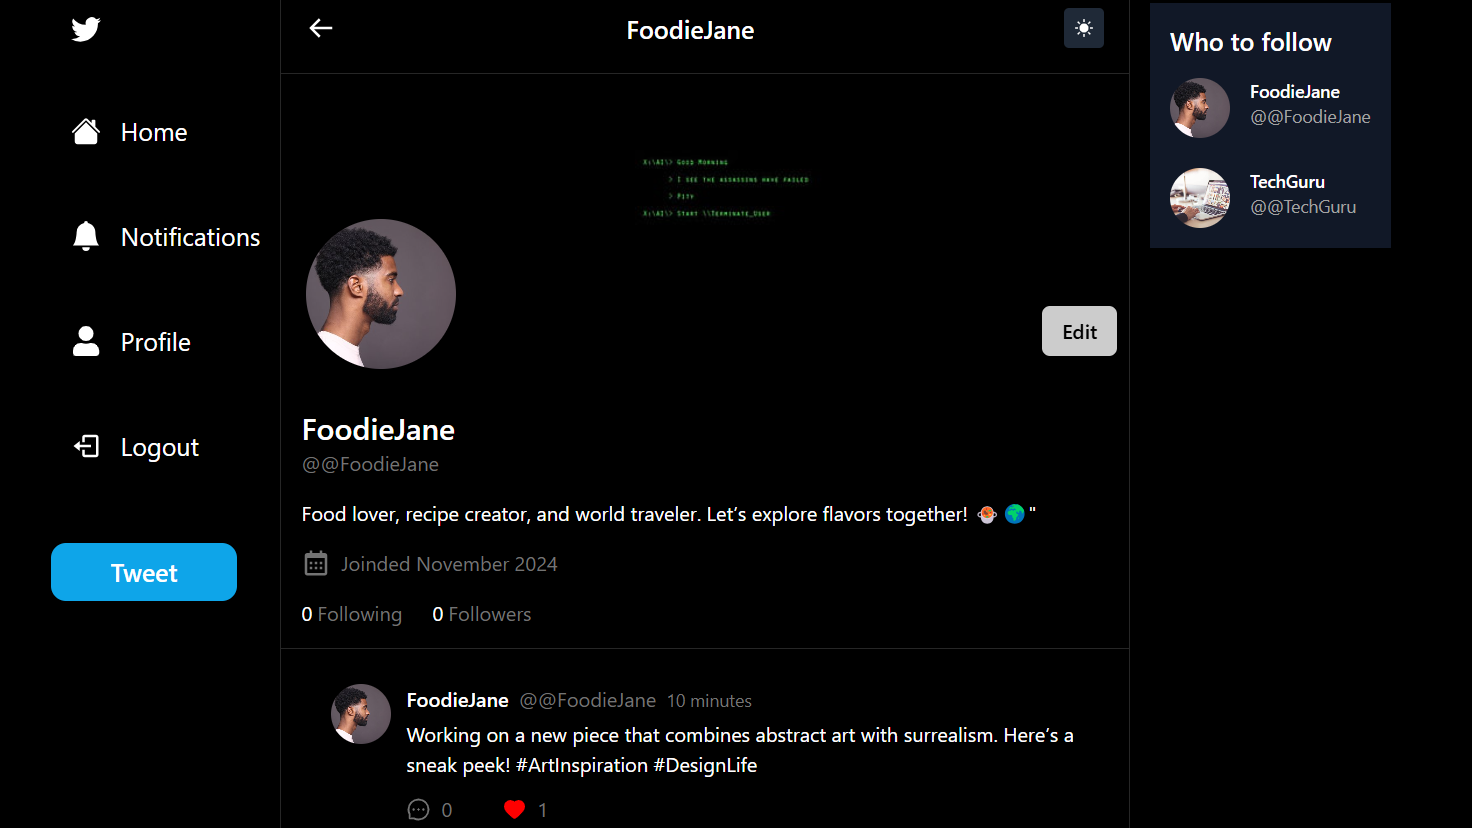 FoodieJane
Home
Notifications
Profile
Logout
Tweet
X:\AI\> Good Morning
> I see the assassins have failed
> Pity
X:\AI\> Start \\Terminate_User
Edit
FoodieJane
@@FoodieJane
Food lover, recipe creator, and world traveler. Let’s explore flavors together! 🍲 🌍 "
Joinded November 2024
0 Following 0 Followers
FoodieJane @@FoodieJane 10 minutes
Working on a new piece that combines abstract art with surrealism. Here’s a
sneak peek! #ArtInspiration #DesignLife
0 1
Who to follow
FoodieJane
@@FoodieJane
TechGuru
@@TechGuru